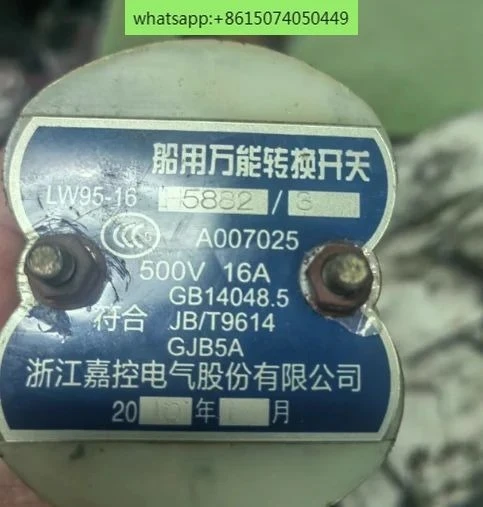 whatsapp:+8615074050449
船用万能转换开关
LW95-16 5882 / 3
CCC A007025
500V 16A
GB14048.5
符合 JB/T9614
GJB5A
浙江嘉控电气股份有限公司
20 年 月